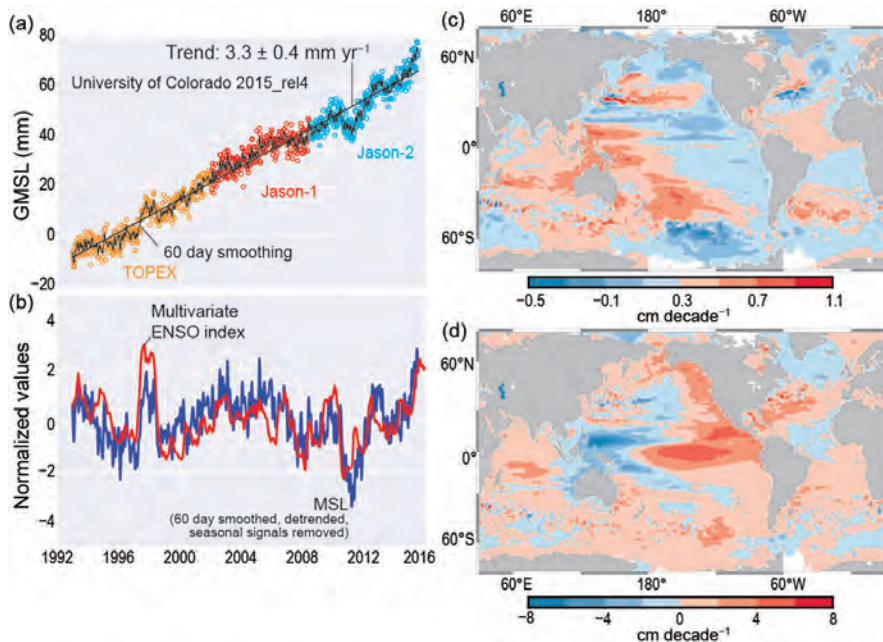 (a)
80
60
40
20
0
−20
GMSL (mm)
Trend: 3.3 ± 0.4 mm yr⁻¹
University of Colorado 2015_rel4
Jason-2
Jason-1
60 day smoothing
TOPEX
(b)
4
2
0
−2
−4
Normalized values
Multivariate
ENSO index
MSL
(60 day smoothed, detrended,
seasonal signals removed)
1992 1996 2000 2004 2008 2012 2016
(c)
60°E 180° 60°W
60°N
0°
60°S
−0.5 −0.1 0.3 0.7 1.1
cm decade⁻¹
(d)
60°N
0°
60°S
60°E 180° 60°W
−8 −4 0 4 8
cm decade⁻¹